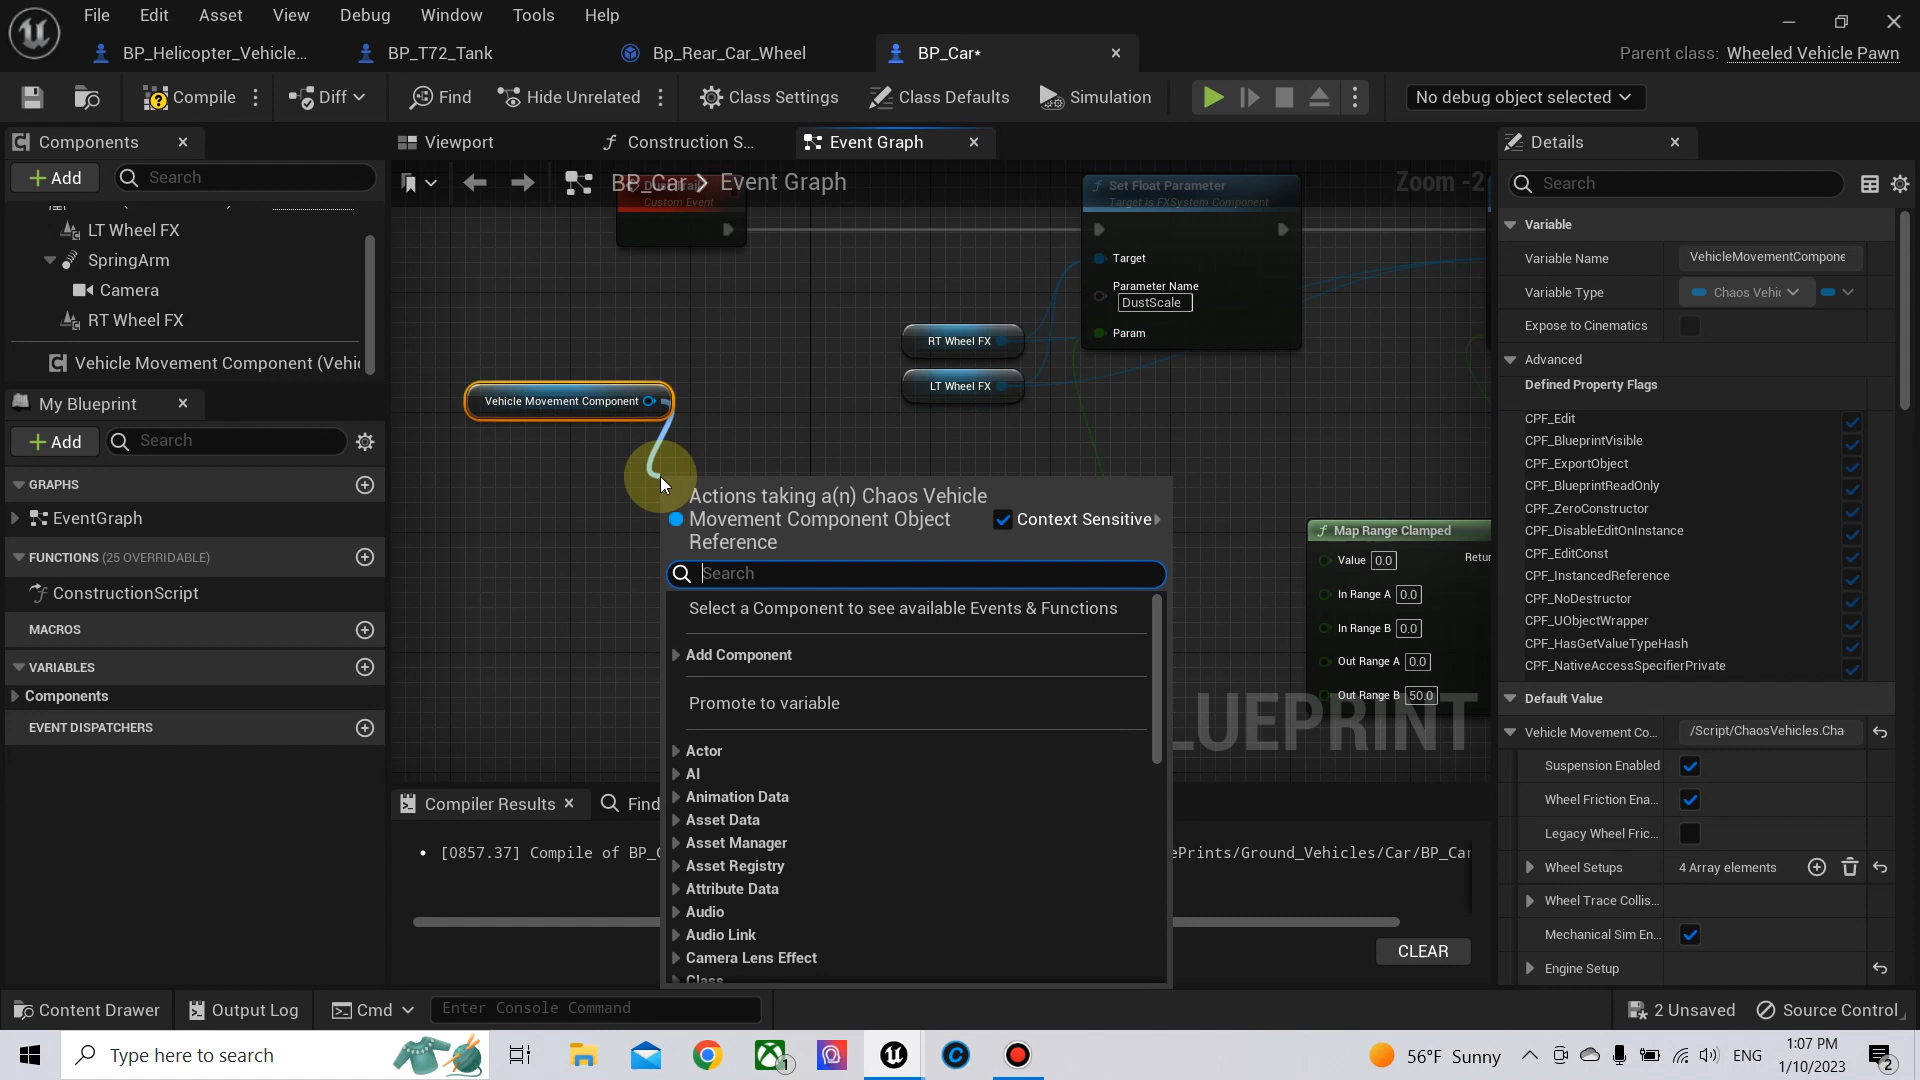 File Edit Asset View Debug Window Tools Help
BP_Helicopter_Vehicle... BP_T72_Tank Bp_Rear_Car_Wheel BP_Car* Parent class: Wheeled Vehicle Pawn
Compile Diff Find Hide Unrelated Class Settings Class Defaults Simulation No debug object selected
Components Viewport Construction S... Event Graph Details
Add Search BP_Car Event Graph Zoom -2 Search
Custom Event Set Float Parameter
Target is FXSystem Component
LT Wheel FX
SpringArm
Camera
RT Wheel FX
Vehicle Movement Component (Vehi
My Blueprint
Add Search
GRAPHS
EventGraph
FUNCTIONS (25 OVERRIDABLE)
ConstructionScript
MACROS
VARIABLES
Components
EVENT DISPATCHERS
Target
Parameter Name
DustScale
Param
RT Wheel FX
LT Wheel FX
Vehicle Movement Component
Actions taking a(n) Chaos Vehicle
Movement Component Object
Reference
Context Sensitive
Search
Select a Component to see available Events & Functions
Add Component
Promote to variable
Actor
AI
Animation Data
Asset Data
Asset Manager
Asset Registry
Attribute Data
Audio
Audio Link
Camera Lens Effect
Class
Map Range Clamped
Value 0.0
In Range A 0.0
In Range B 0.0
Out Range A 0.0
Out Range B 50.0
UEPRINT
Compiler Results Find
[0857.37] Compile of BP_ ePrints/Ground_Vehicles/Car/BP_Car
CLEAR
Variable
Variable Name VehicleMovementCompone
Variable Type Chaos Vehic
Expose to Cinematics
Advanced
Defined Property Flags
CPF_Edit
CPF_BlueprintVisible
CPF_ExportObject
CPF_BlueprintReadOnly
CPF_ZeroConstructor
CPF_DisableEditOnInstance
CPF_EditConst
CPF_InstancedReference
CPF_NoDestructor
CPF_UObjectWrapper
CPF_HasGetValueTypeHash
CPF_NativeAccessSpecifierPrivate
Default Value
Vehicle Movement Co... /Script/ChaosVehicles.Cha
Suspension Enabled
Wheel Friction Ena...
Legacy Wheel Fric...
Wheel Setups 4 Array elements
Wheel Trace Collis...
Mechanical Sim En...
Engine Setup
Content Drawer Output Log Cmd Enter Console Command 2 Unsaved Source Control
Type here to search 1 56°F Sunny ENG 1:07 PM
1/10/2023 2